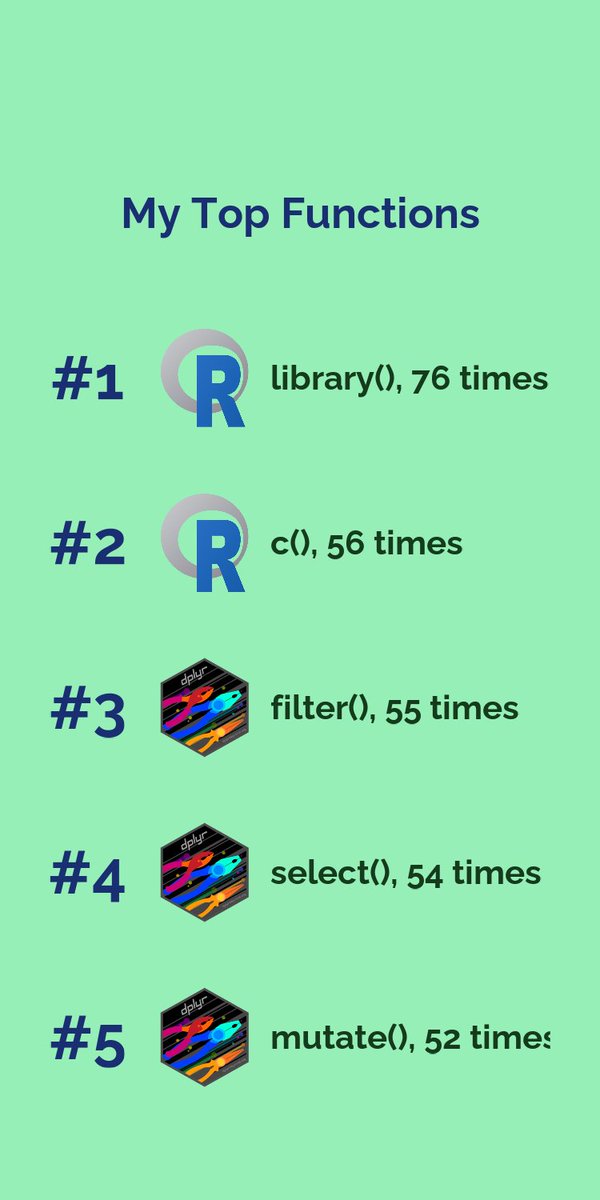 My Top Functions
#1 R library(), 76 times
#2 R c(), 56 times
#3 dplyr filter(), 55 times
#4 dplyr select(), 54 times
#5 dplyr mutate(), 52 times